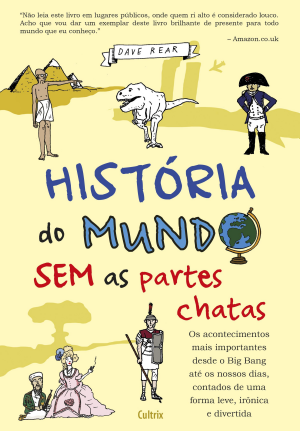 "Não leia este livro em lugares públicos, onde quem ri alto é considerado louco.
Acho que vou dar um exemplar deste livro brilhante de presente para todo
mundo que eu conheço."
– Amazon.co.uk
DAVE REAR
HISTÓRIA
do MUNDO
SEM as partes
chatas
Os acontecimentos
mais importantes
desde o Big Bang
até os nossos dias,
contados de uma
forma leve, irônica
e divertida
Cultrix